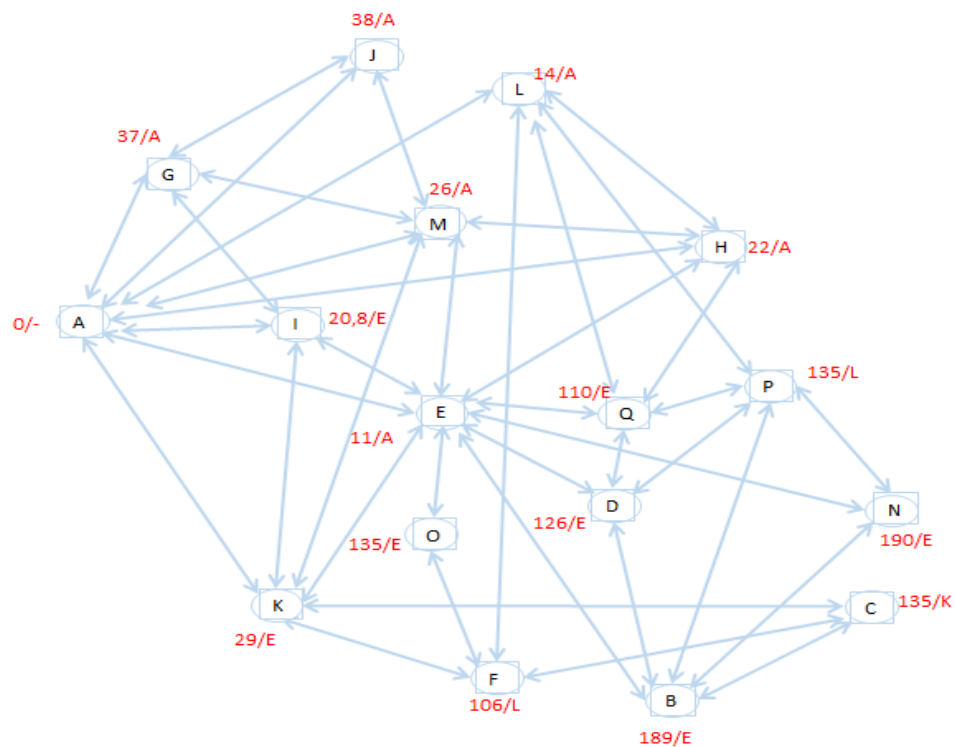 38/A
J
14/A
L
37/A
G
26/A
M
H
22/A
0/-
A
I
20,8/E
135/L
P
110/E
Q
E
11/A
D
126/E
N
190/E
O
135/E
K
29/E
C
135/K
F
106/L
B
189/E